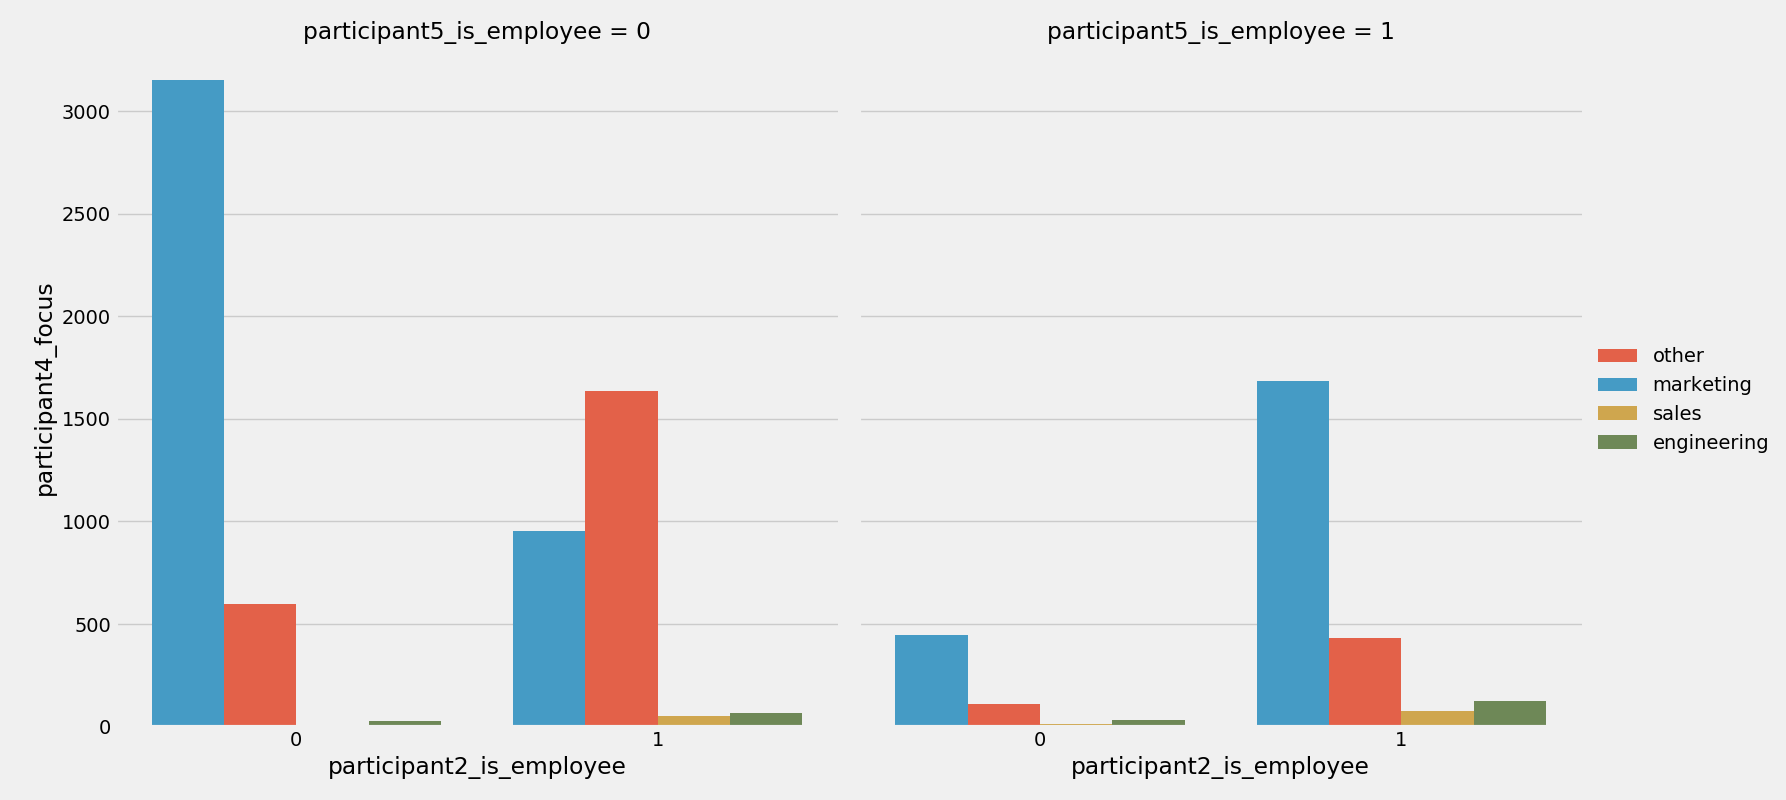 participant5_is_employee = 0
participant5_is_employee = 1
participant4_focus
3000
2500
2000
1500
1000
500
0
0
1
0
1
participant2_is_employee
participant2_is_employee
other
marketing
sales
engineering